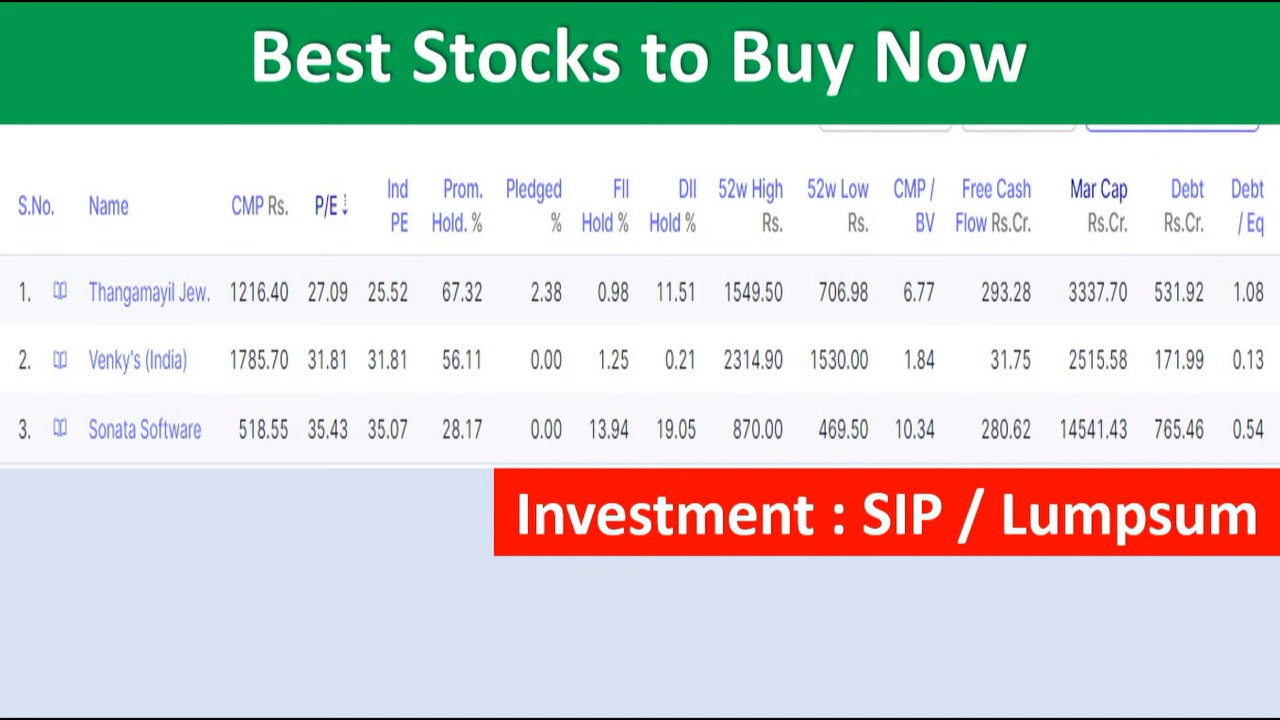 Best Stocks to Buy Now
S.No. Name CMP Rs. P/E Ind PE Prom. Hold. % Pledged % FII Hold % DII Hold % 52w High Rs. 52w Low Rs. CMP / BV Free Cash Flow Rs.Cr. Mar Cap Rs.Cr. Debt Rs.Cr. Debt / Eq
1. Thangamayil Jew. 1216.40 27.09 25.52 67.32 2.38 0.98 11.51 1549.50 706.98 6.77 293.28 3337.70 531.92 1.08
2. Venky's (India) 1785.70 31.81 31.81 56.11 0.00 1.25 0.21 2314.90 1530.00 1.84 31.75 2515.58 171.99 0.13
3. Sonata Software 518.55 35.43 35.07 28.17 0.00 13.94 19.05 870.00 469.50 10.34 280.62 14541.43 765.46 0.54
Investment : SIP / Lumpsum